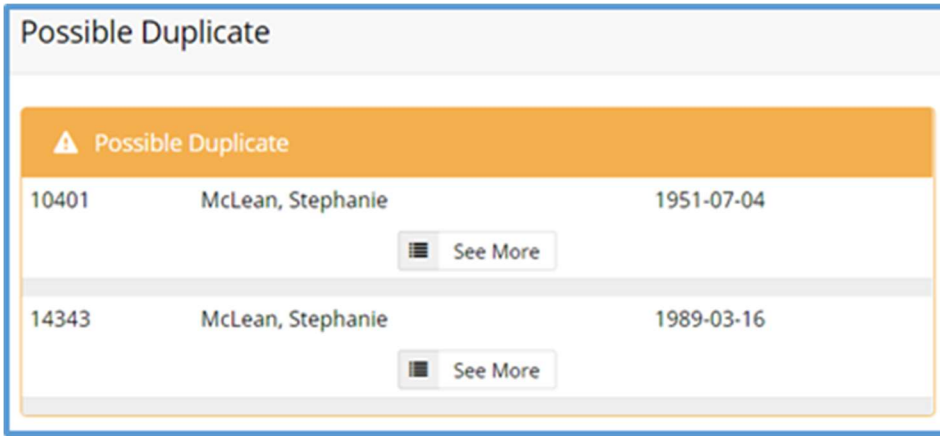 Possible Duplicate
Possible Duplicate
10401 McLean, Stephanie 1951-07-04
See More
14343 McLean, Stephanie 1989-03-16
See More